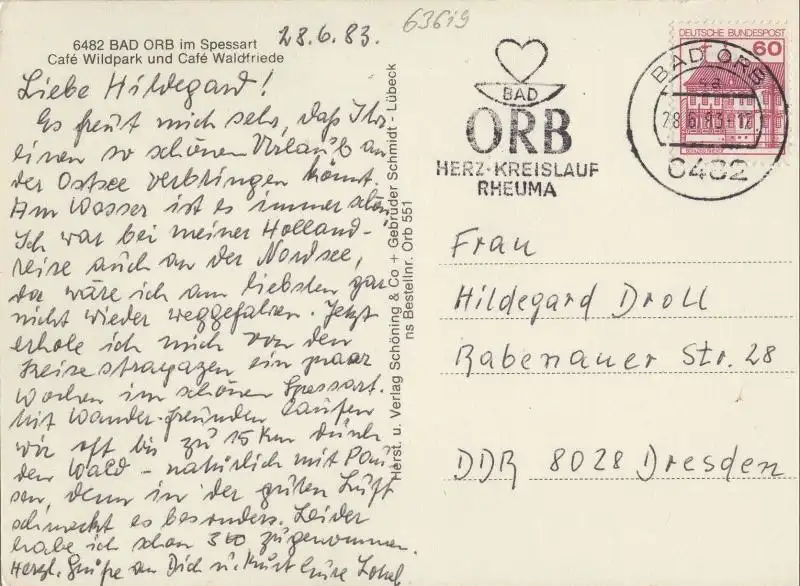 6482 BAD ORB im Spessart
Café Wildpark und Café Waldfriede
28.6.83.
63619
Liebe Hildegard!
Es freut mich sehr, daß Ihr
einen so schönen Urlaub an
der Ostsee verbringen könnt.
Am Wasser ist es immer schön
Ich war bei meiner Holland-
reise auch an der Nordsee,
da wäre ich am liebsten gar
nicht wieder weggefahren. Jetzt
erhole ich mich von den
Reisestrapazen ein paar
Wochen im schönen Spessart.
Mit Wander-freunden laufen
wir oft bis zu 15 Km durch
den Wald - natürlich mit Pau
sen, denn in der guten Luft
schmeckt es besonders. Leider
habe ich schon zugenommen.
Herzl. Grüße an Dich u. Kurt Eure
Herst. u. Verlag Schöning & Co + Gebrüder Schmidt - Lübeck
ns Bestellnr. Orb 551
BAD
ORB
HERZ-KREISLAUF
RHEUMA
DEUTSCHE BUNDESPOST
60
BAD ORB
28.6.83-12
6482
Frau
Hildegard Droll
Rabenauer Str. 28
DDR 8028 Dresden